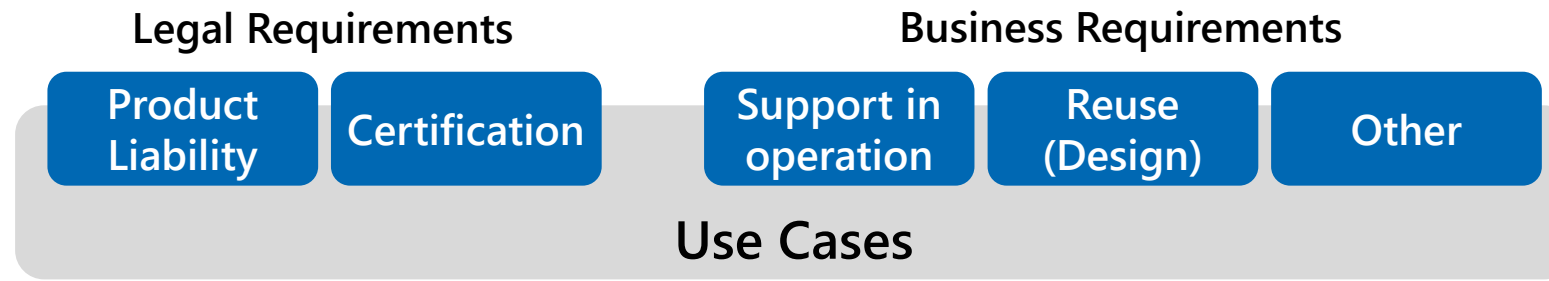 Legal Requirements
Business Requirements
Product
Liability
Certification
Support in
operation
Reuse
(Design)
Other
Use Cases